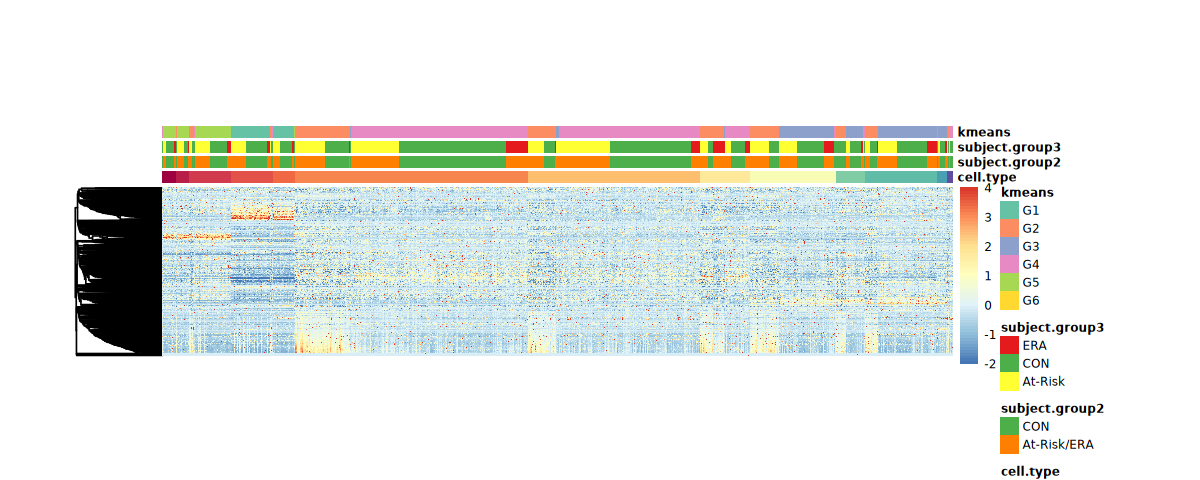 kmeans
subject.group3
subject.group2
cell.type
4
3
2
1
0
-1
-2
kmeans
G1
G2
G3
G4
G5
G6
subject.group3
ERA
CON
At-Risk
subject.group2
CON
At-Risk/ERA
cell.type